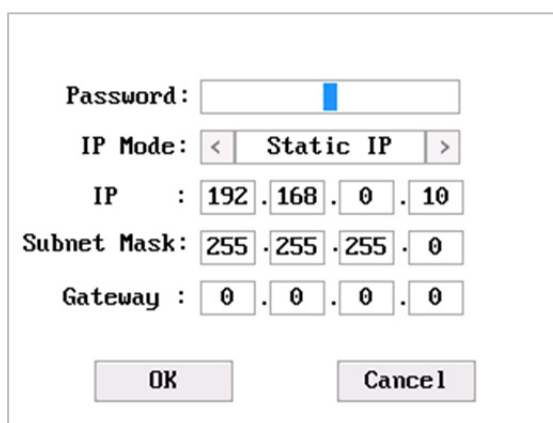 Password:
IP Mode: < Static IP >
IP : 192 . 168 . 0 . 10
Subnet Mask: 255 . 255 . 255 . 0
Gateway : 0 . 0 . 0 . 0
OK Cancel